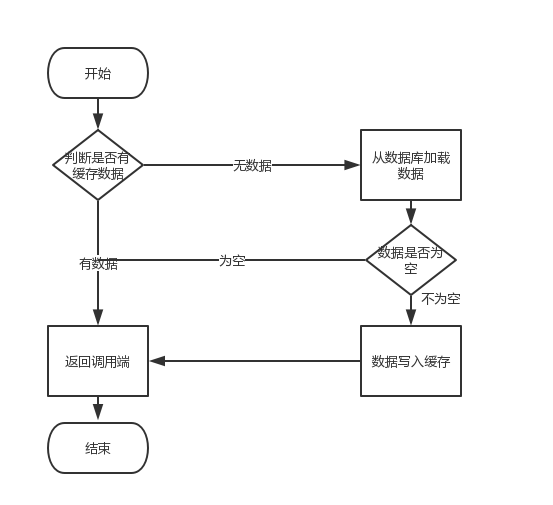 开始
判断是否有
缓存数据
无数据
从数据库加载
数据
数据是否为
空
为空
有数据
不为空
返回调用端
数据写入缓存
结束